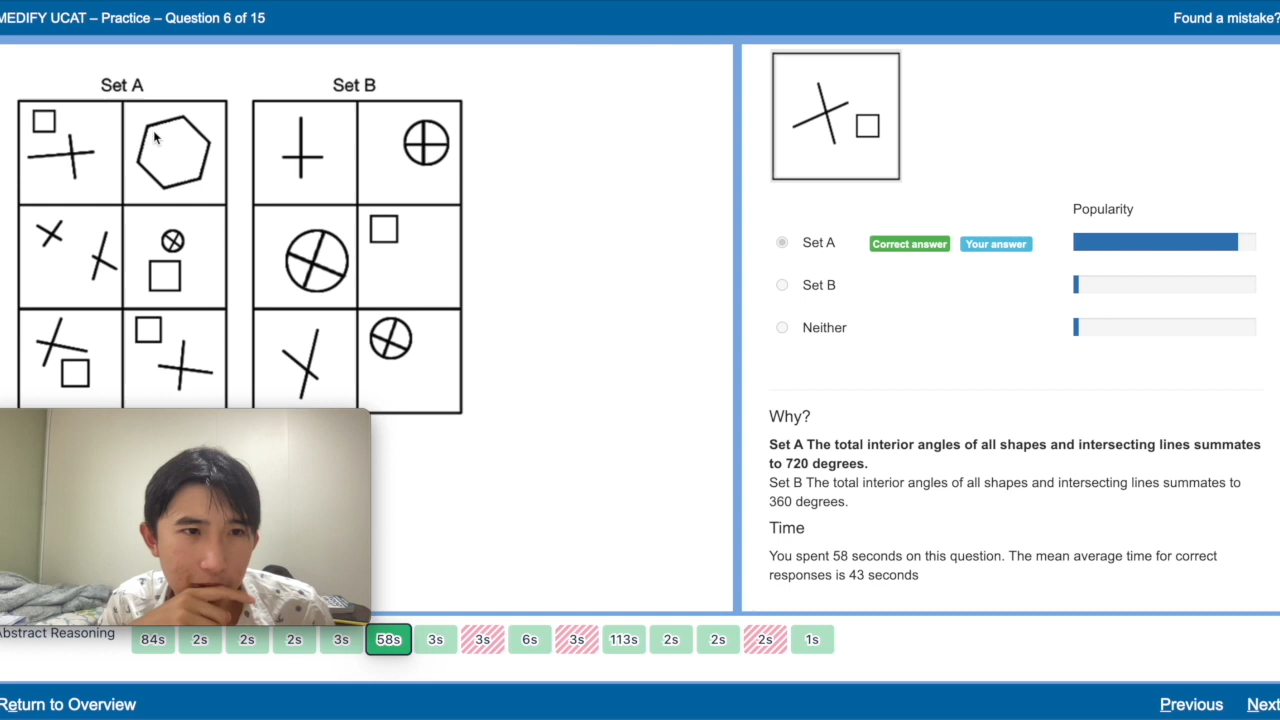 MEDIFY UCAT – Practice – Question 6 of 15
Found a mistake?
Set A
Set B
Popularity
Set A
Correct answer
Your answer
Set B
Neither
Why?
Set A The total interior angles of all shapes and intersecting lines summates
to 720 degrees.
Set B The total interior angles of all shapes and intersecting lines summates to
360 degrees.
Time
You spent 58 seconds on this question. The mean average time for correct
responses is 43 seconds
Abstract Reasoning
84s
2s
2s
2s
3s
58s
3s
3s
6s
3s
113s
2s
2s
2s
1s
Return to Overview
Previous
Next